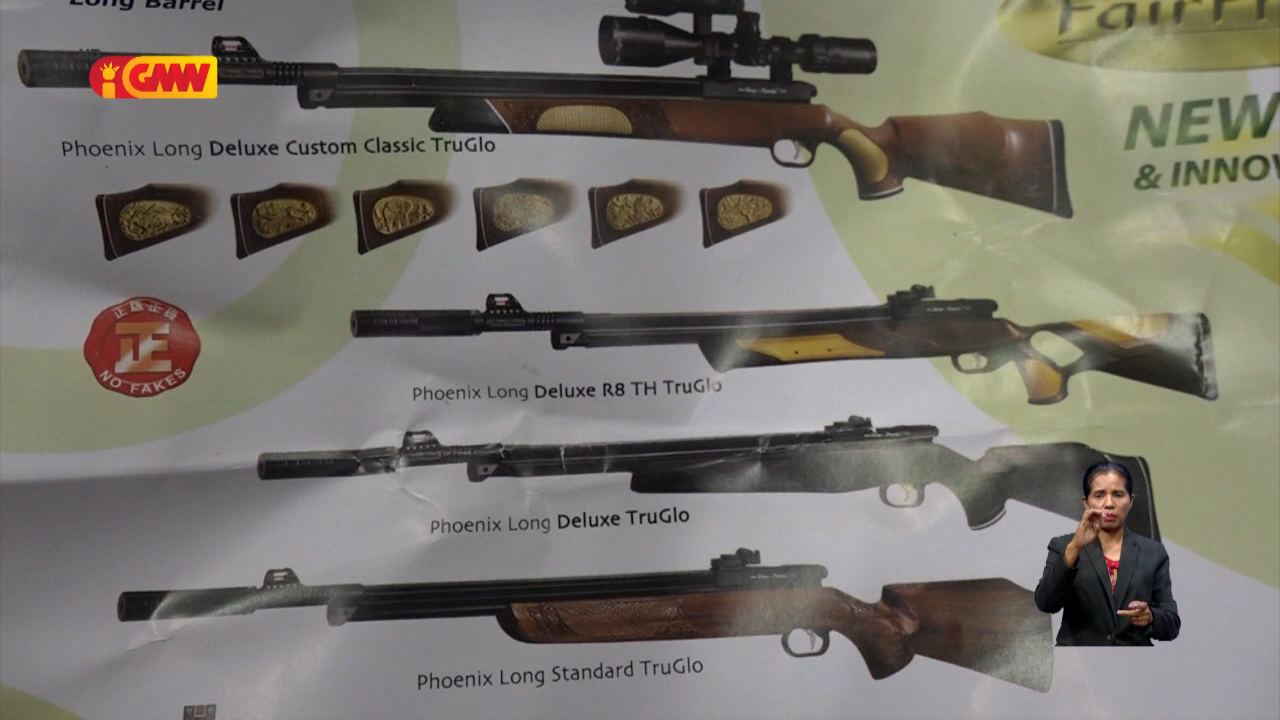 Long Barrel
GMW
FairPr
NEW
& INNOV
Phoenix Long Deluxe Custom Classic TruGlo
NO FAKES
Phoenix Long Deluxe R8 TH TruGlo
Phoenix Long Deluxe TruGlo
Phoenix Long Standard TruGlo